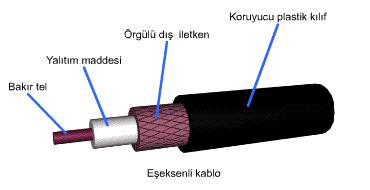 Koruyucu plastik kılıf
Örgülü dış iletken
Yalıtım maddesi
Bakır tel
Eşeksenli kablo